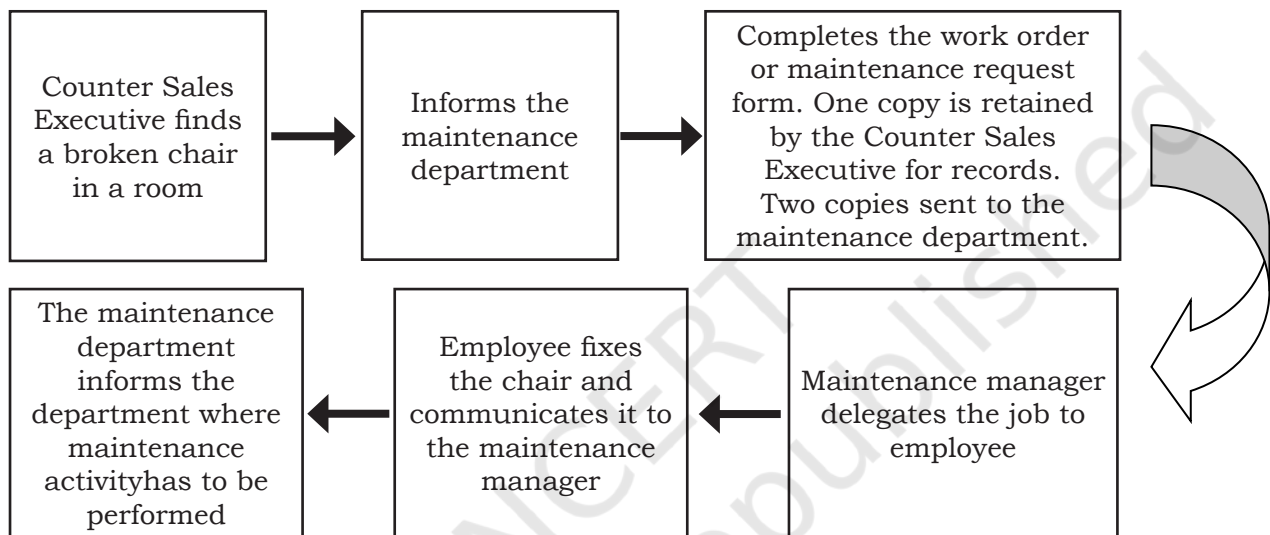 Counter Sales
Executive finds
a broken chair
in a room
Informs the
maintenance
department
Completes the work order
or maintenance request
form. One copy is retained
by the Counter Sales
Executive for records.
Two copies sent to the
maintenance department.
Maintenance manager
delegates the job to
employee
Employee fixes
the chair and
communicates it to
the maintenance
manager
The maintenance
department
informs the
department where
maintenance
activityhas to be
performed
NCERT
published